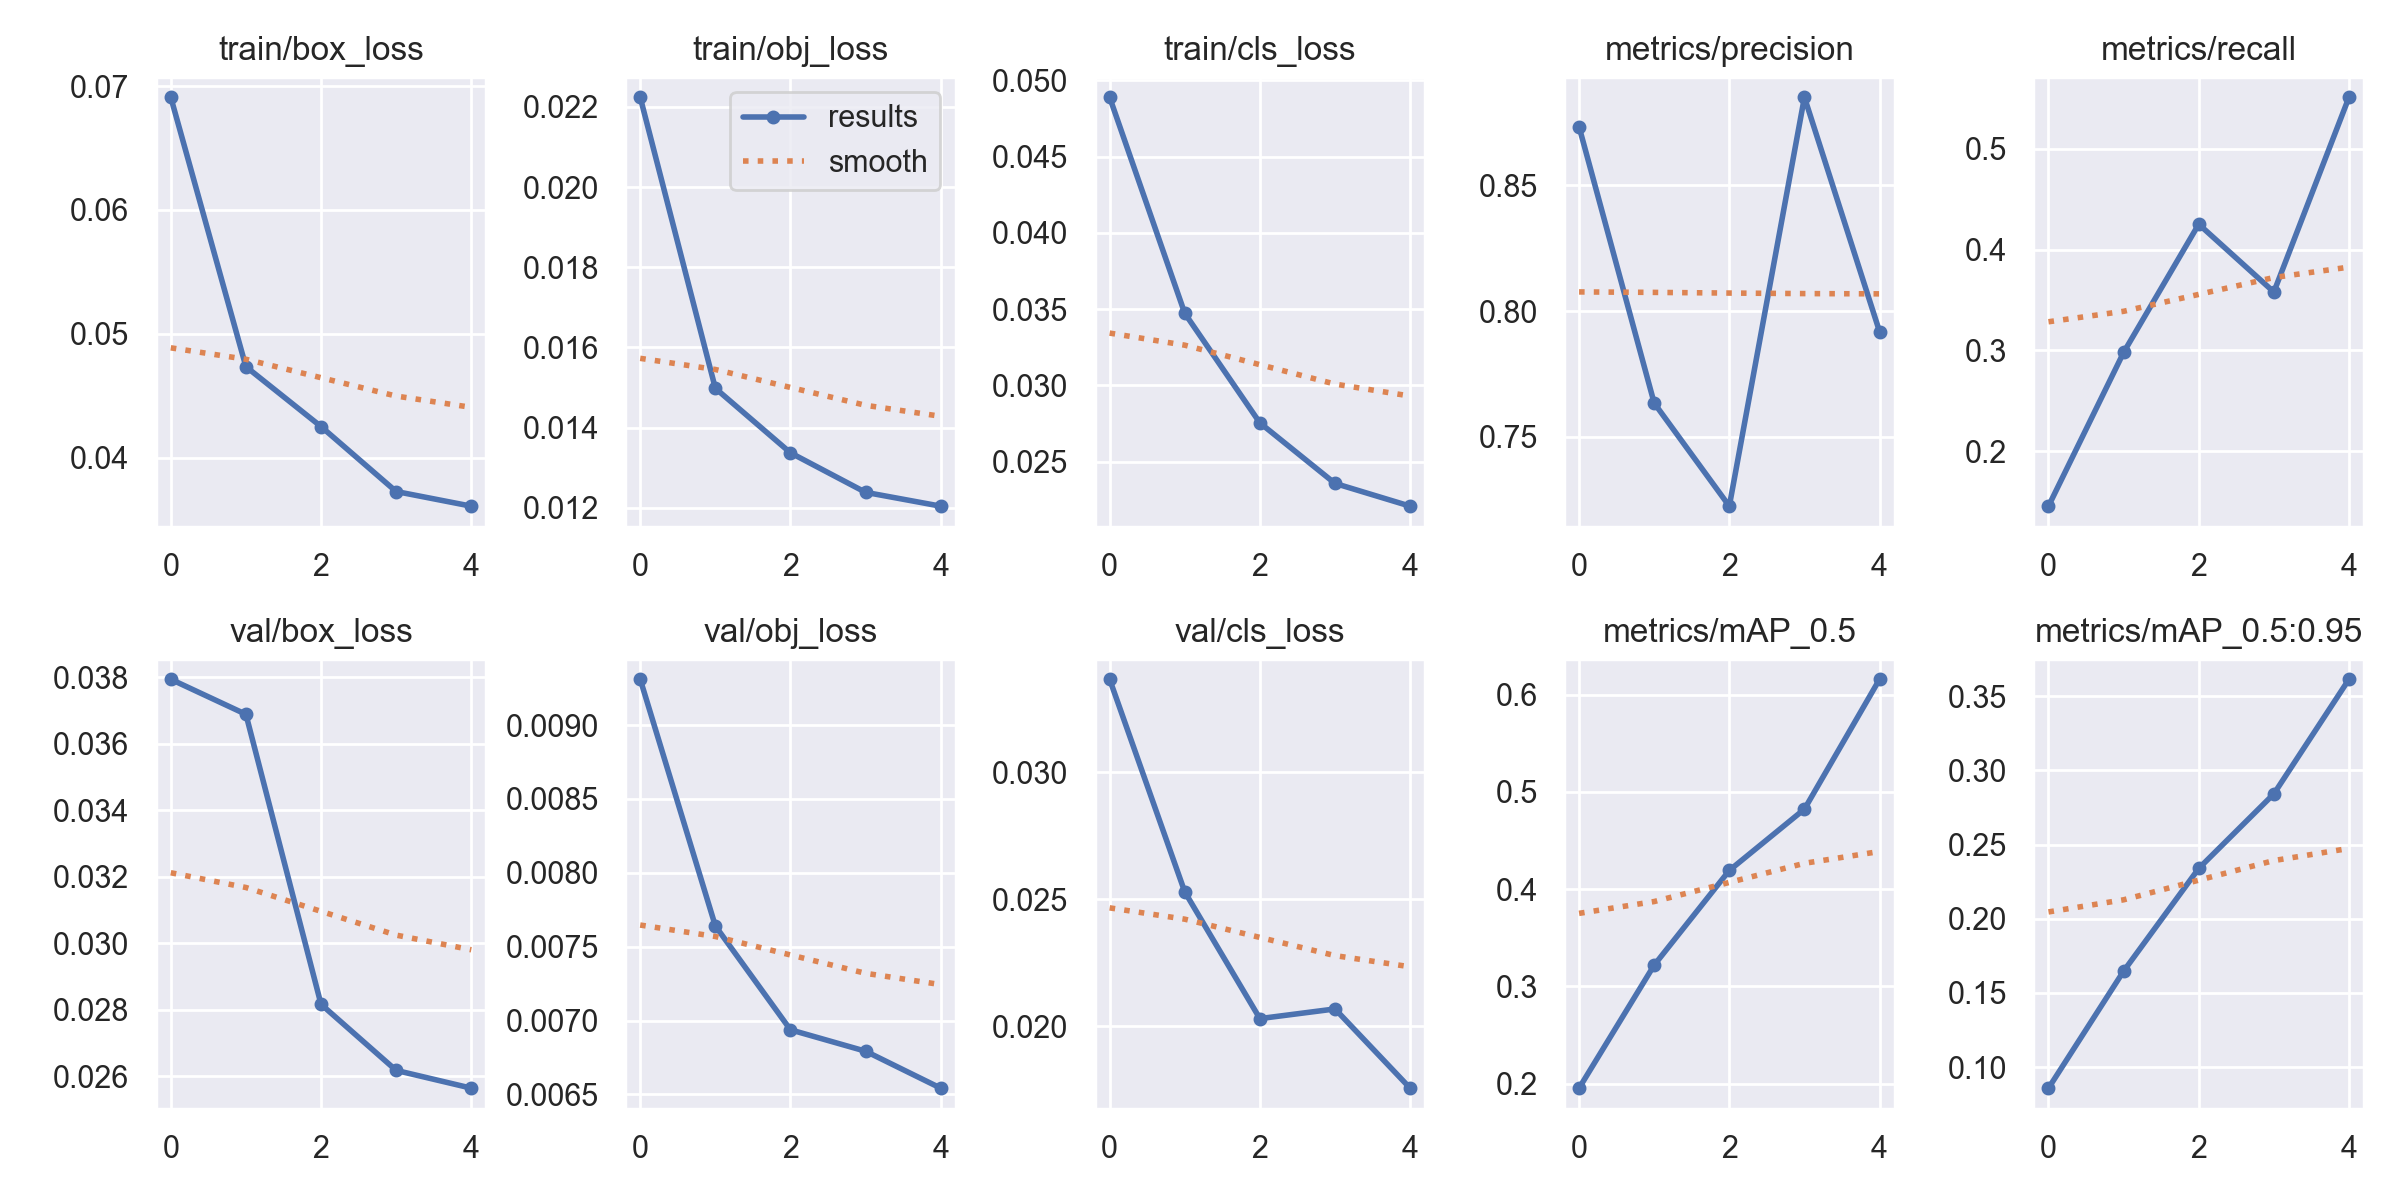 train/box_loss
0.07
0.06
0.05
0.04
0 2 4
train/obj_loss
results
smooth
0.022
0.020
0.018
0.016
0.014
0.012
0 2 4
train/cls_loss
0.050
0.045
0.040
0.035
0.030
0.025
0 2 4
metrics/precision
0.85
0.80
0.75
0 2 4
metrics/recall
0.5
0.4
0.3
0.2
0 2 4
val/box_loss
0.038
0.036
0.034
0.032
0.030
0.028
0.026
0 2 4
val/obj_loss
0.0090
0.0085
0.0080
0.0075
0.0070
0.0065
0 2 4
val/cls_loss
0.030
0.025
0.020
0 2 4
metrics/mAP_0.5
0.6
0.5
0.4
0.3
0.2
0 2 4
metrics/mAP_0.5:0.95
0.35
0.30
0.25
0.20
0.15
0.10
0 2 4